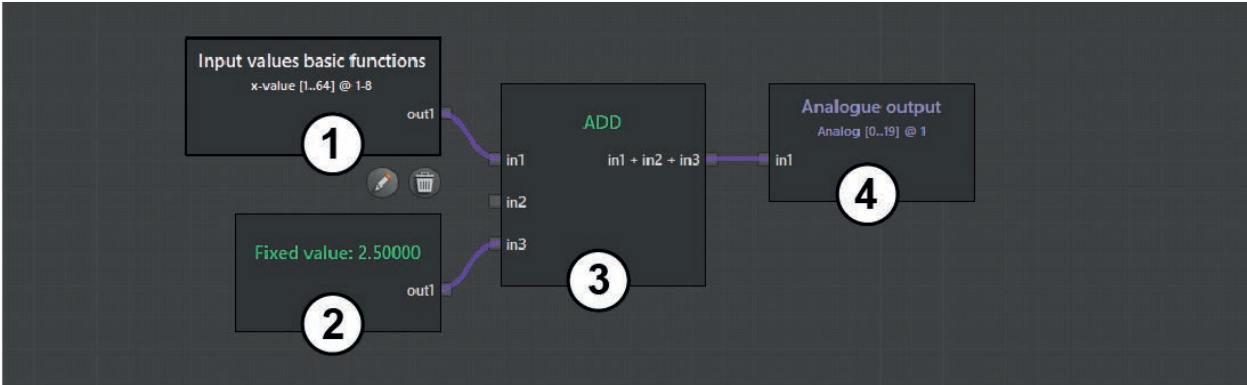 Input values basic functions
x-value [1..64] @ 1-8
out1
1
Fixed value: 2.50000
out1
2
ADD
in1
in1 + in2 + in3
in2
in3
3
Analogue output
Analog [0..19] @ 1
in1
4